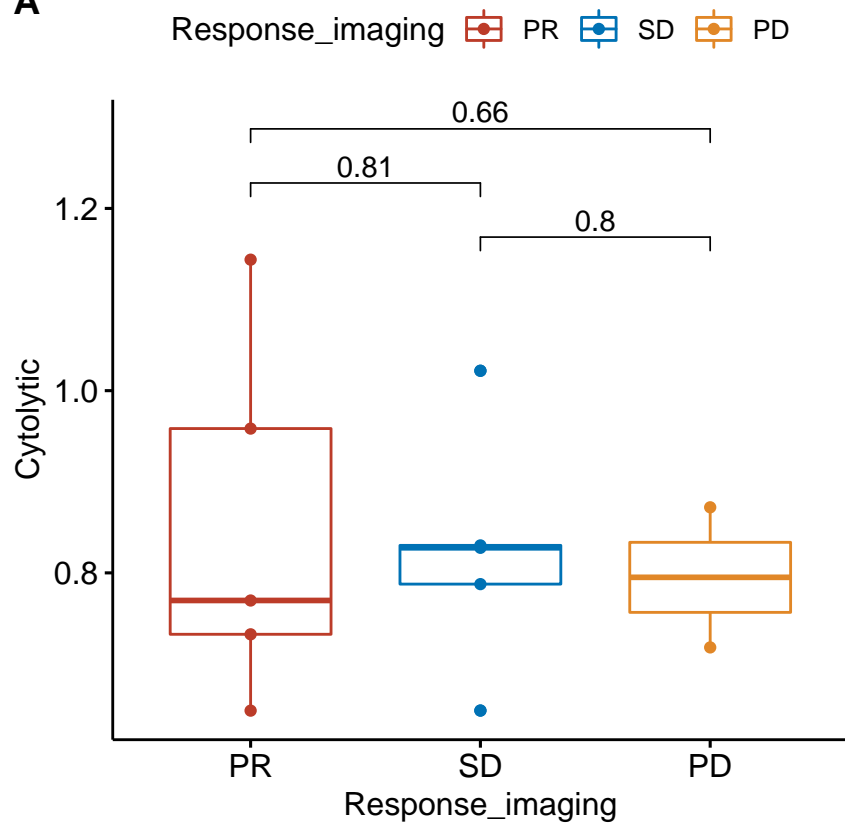 A
Response_imaging PR SD PD
0.66
0.81
0.8
1.2
1.0
0.8
Cytolytic
PR SD PD
Response_imaging